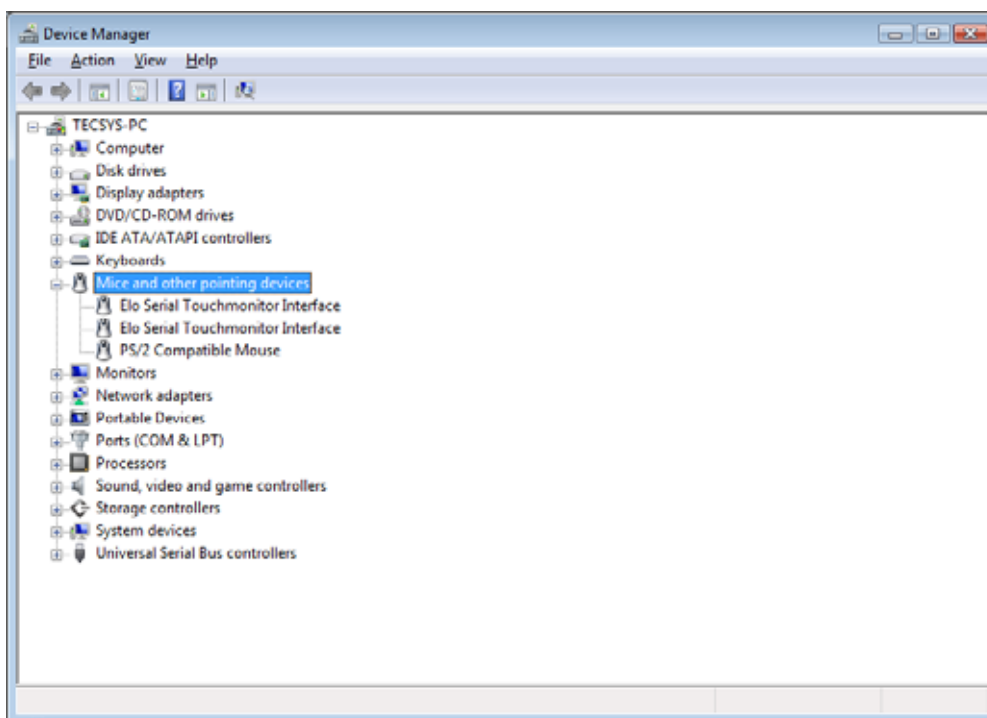 Device Manager
File Action View Help
TECSYS-PC
Computer
Disk drives
Display adapters
DVD/CD-ROM drives
IDE ATA/ATAPI controllers
Keyboards
Mice and other pointing devices
Elo Serial Touchmonitor Interface
Elo Serial Touchmonitor Interface
PS/2 Compatible Mouse
Monitors
Network adapters
Portable Devices
Ports (COM & LPT)
Processors
Sound, video and game controllers
Storage controllers
System devices
Universal Serial Bus controllers